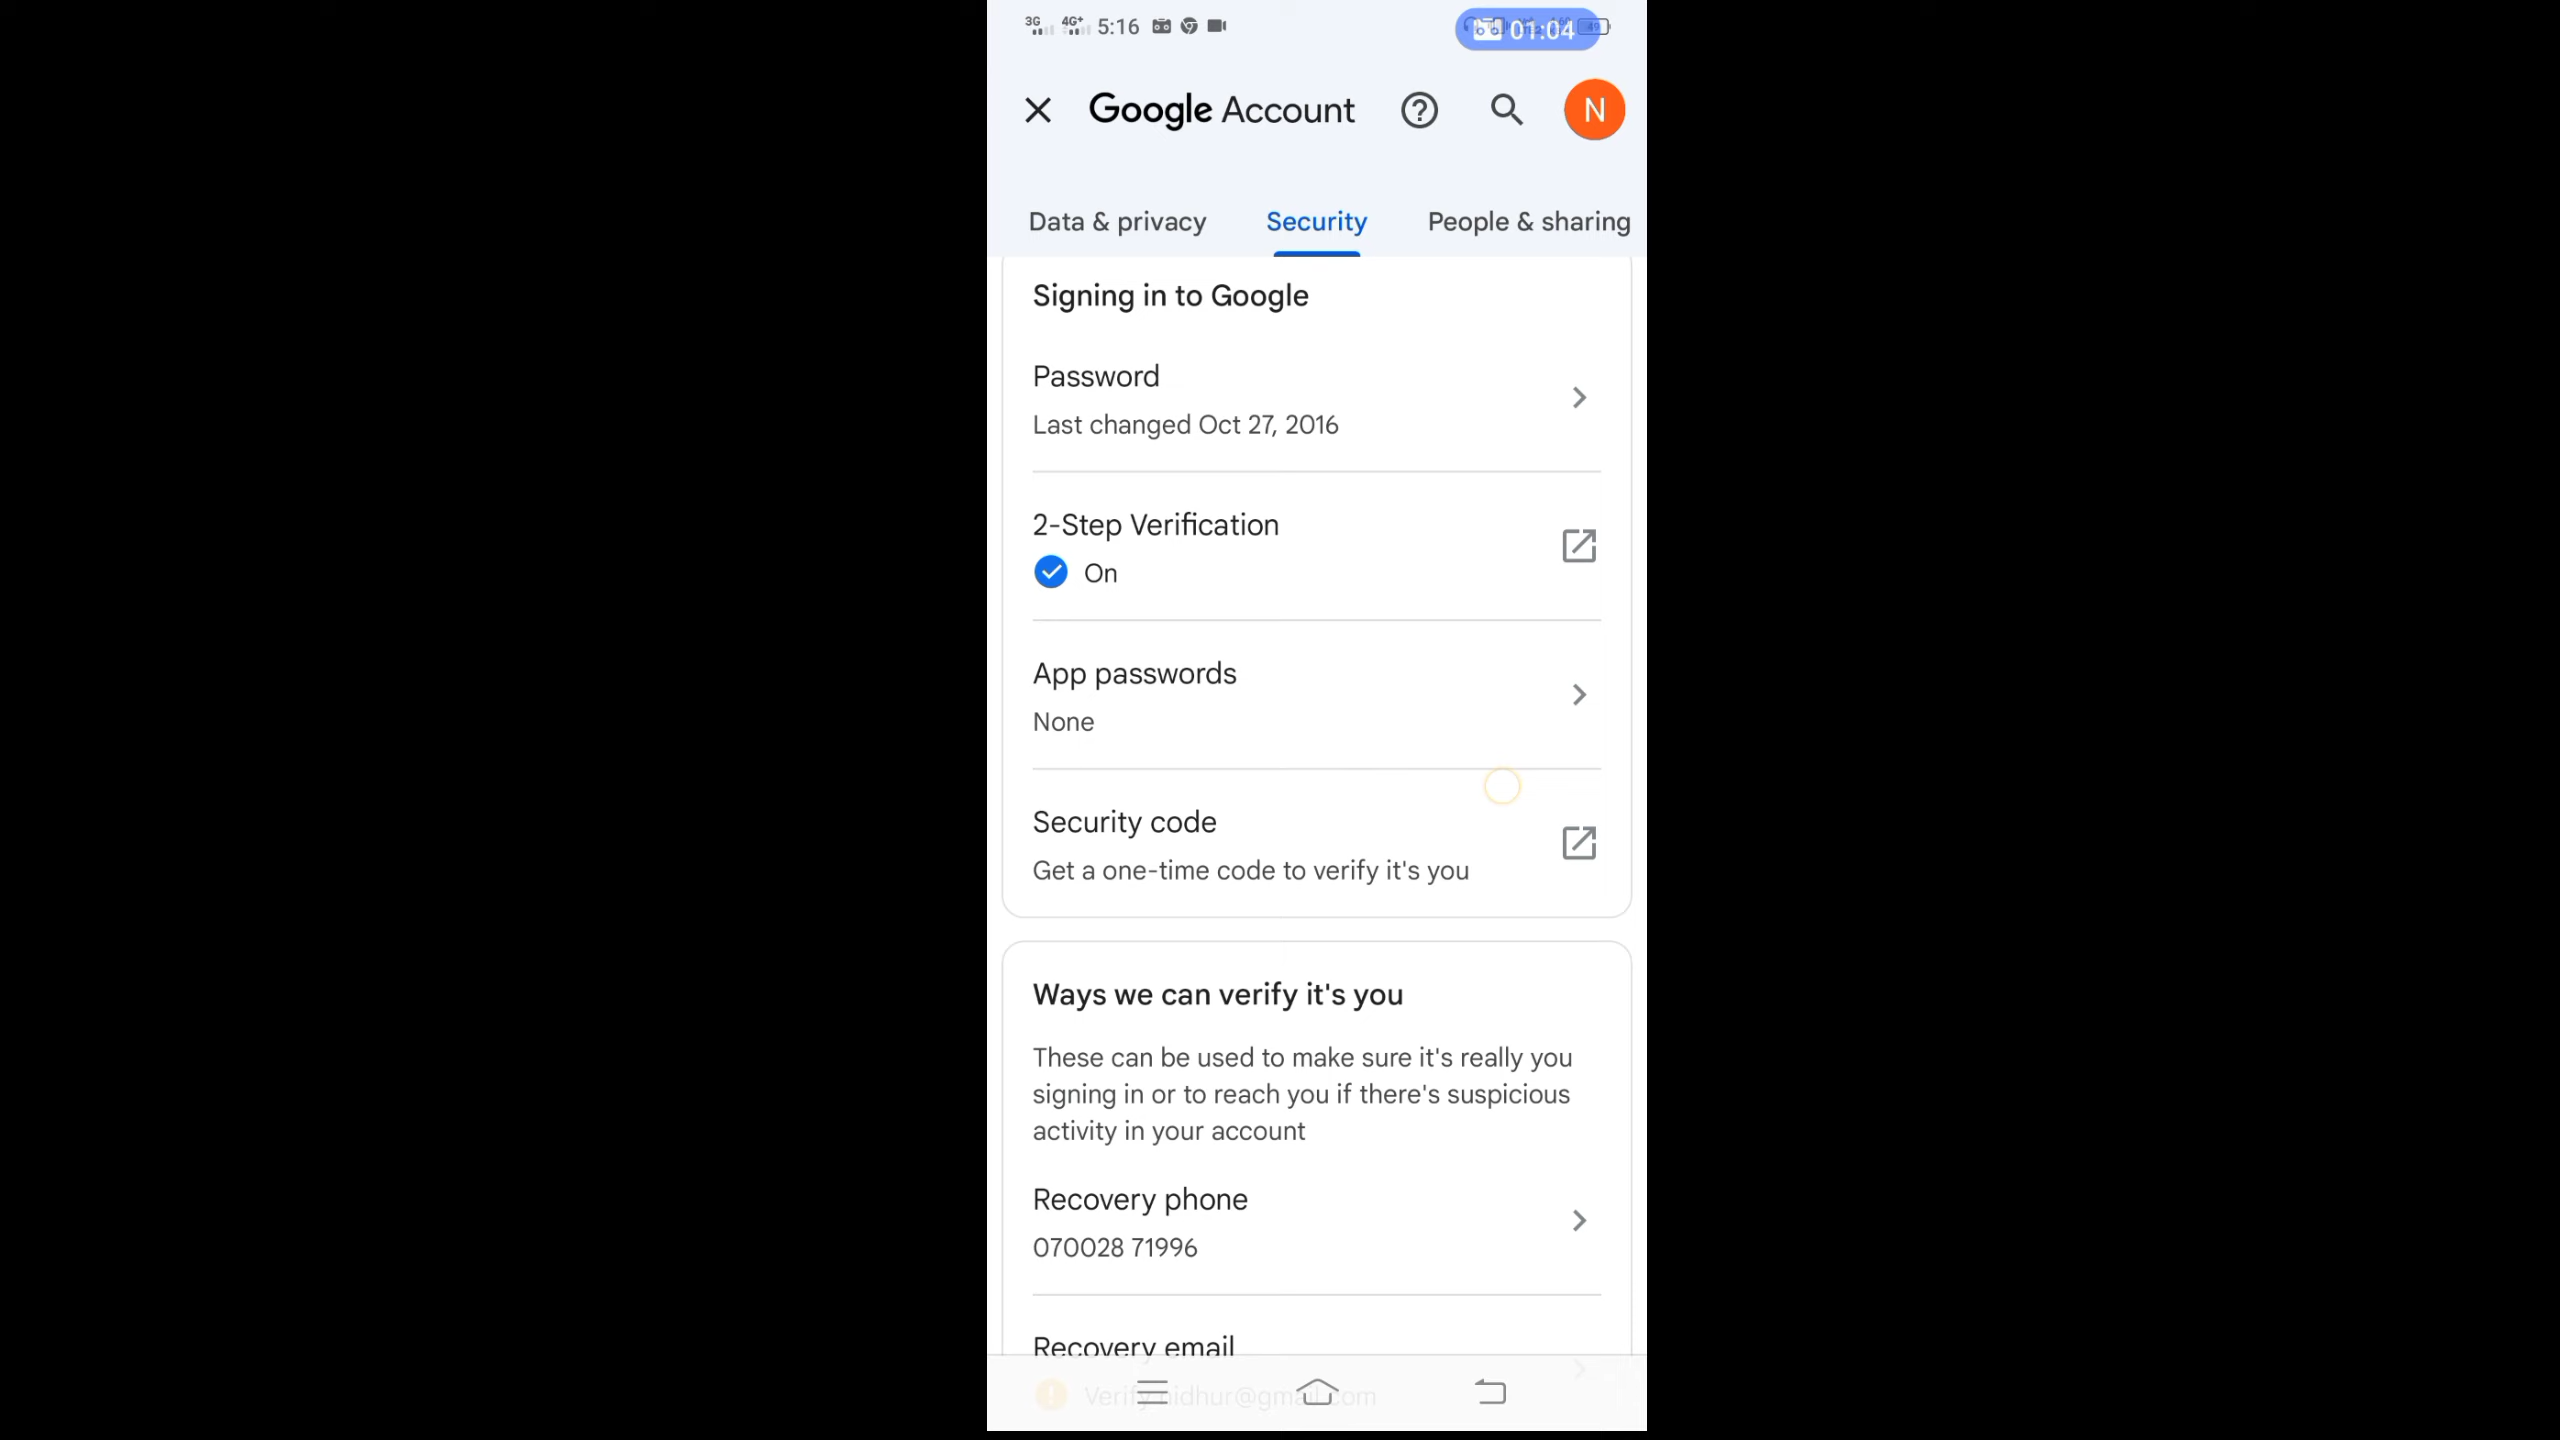 3G 4G+ 5:16 01:04
Google Account N
Data & privacy Security People & sharing
Signing in to Google
Password
Last changed Oct 27, 2016
2-Step Verification
On
App passwords
None
Security code
Get a one-time code to verify it's you
Ways we can verify it's you
These can be used to make sure it's really you
signing in or to reach you if there's suspicious
activity in your account
Recovery phone
070028 71996
Recovery email